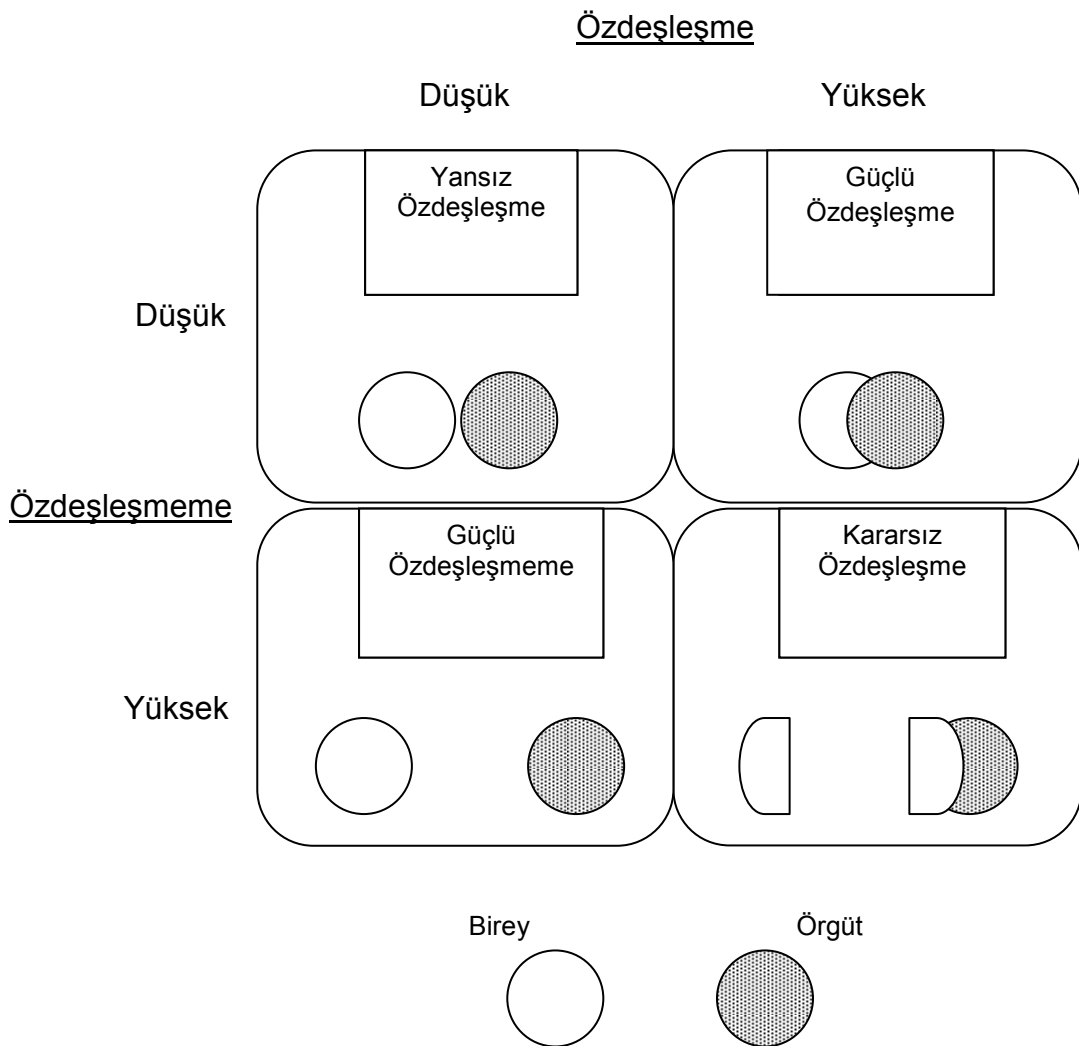 Özdeşleşme
Düşük Yüksek
Yansız
Özdeşleşme
Güçlü
Özdeşleşme
Düşük
Özdeşleşmeme
Güçlü
Özdeşleşmeme
Kararsız
Özdeşleşme
Yüksek
Birey Örgüt